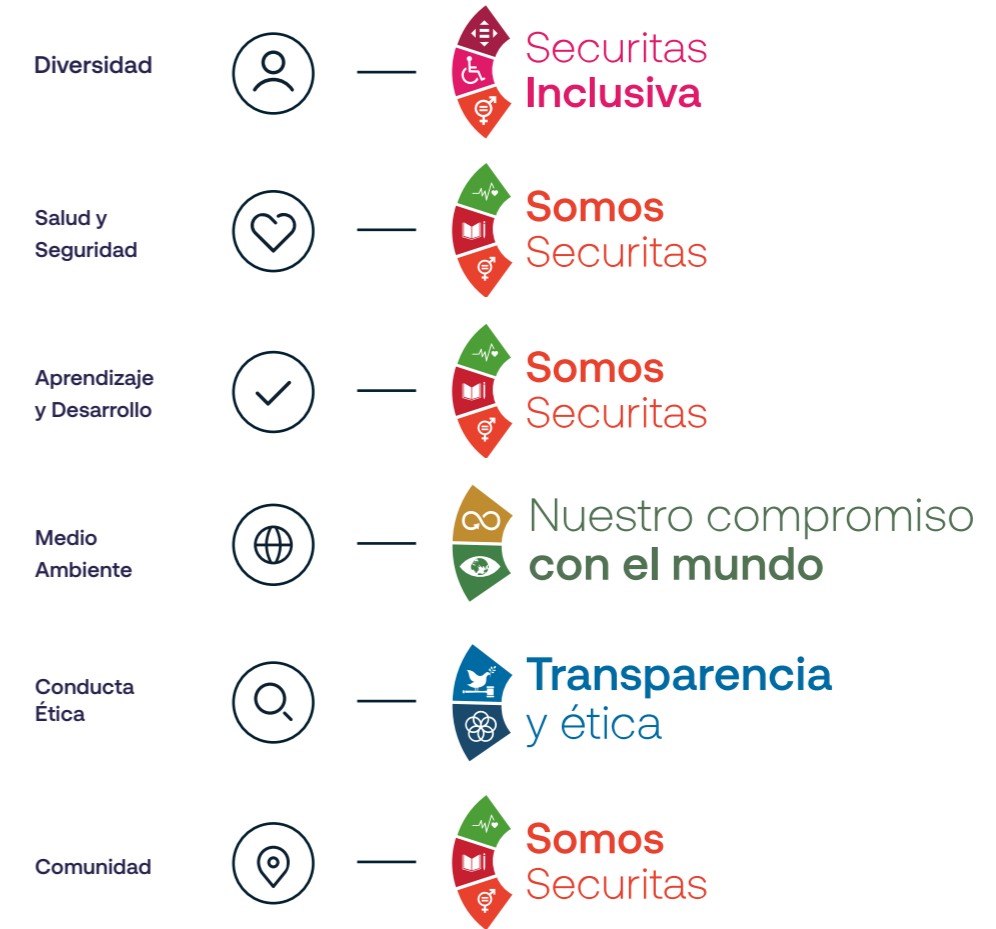 Diversidad
Securitas
Inclusiva
Salud y
Seguridad
Somos
Securitas
Aprendizaje
y Desarrollo
Somos
Securitas
Medio
Ambiente
Nuestro compromiso
con el mundo
Conducta
Ética
Transparencia
y ética
Comunidad
Somos
Securitas